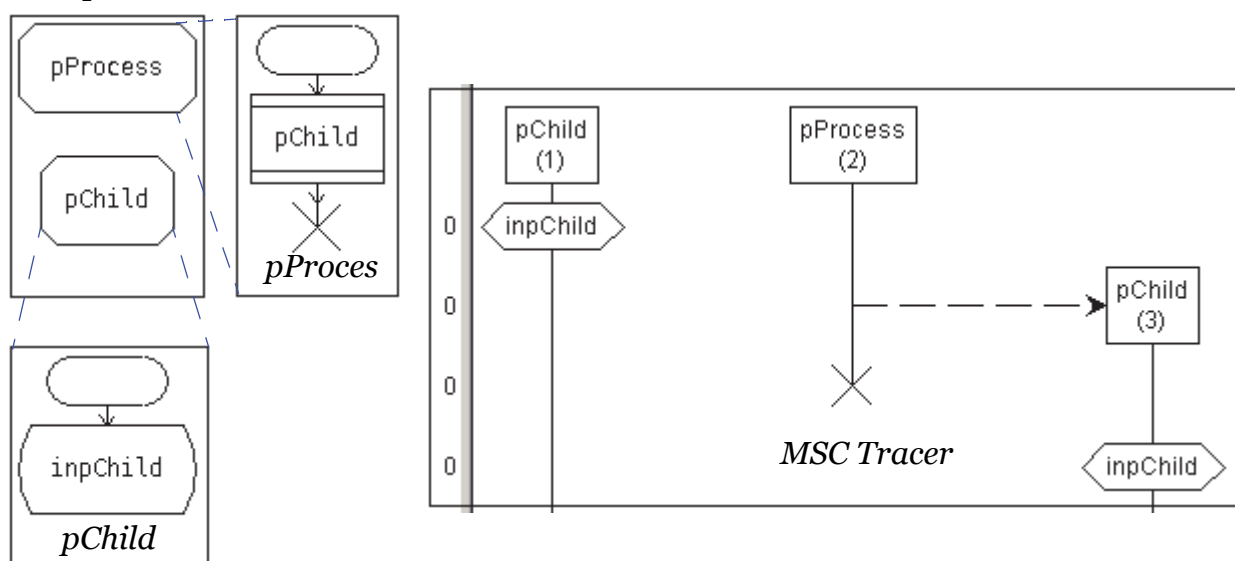 pProcess
pChild
pChild
pProces
inpChild
pChild
pChild
(1)
pProcess
(2)
0
inpChild
0
pChild
(3)
0
0
inpChild
MSC Tracer